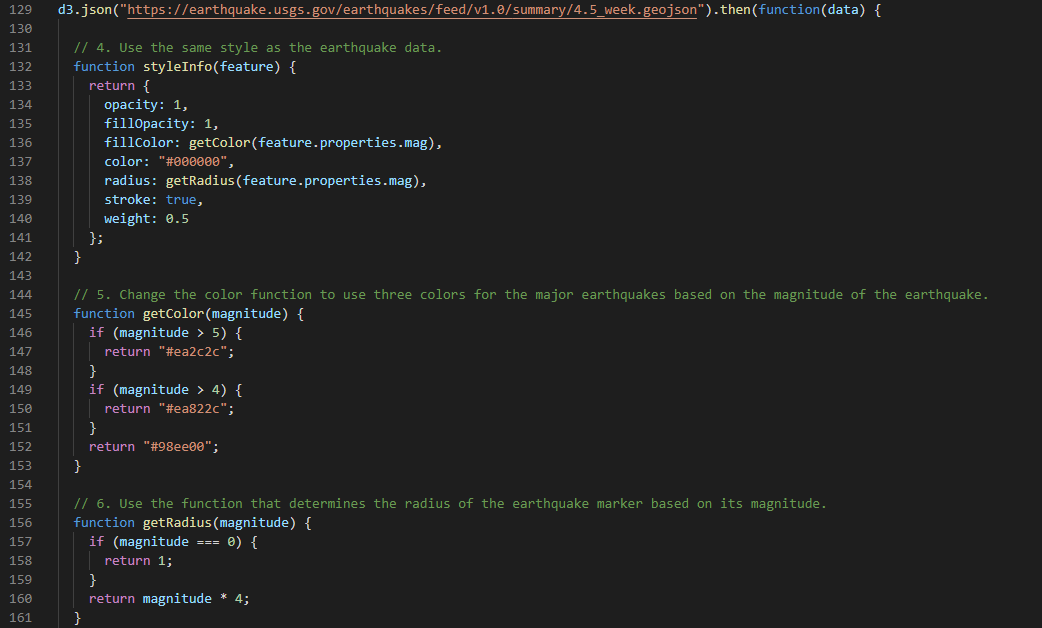 129 d3.json("https://earthquake.usgs.gov/earthquakes/feed/v1.0/summary/4.5_week.geojson").then(function(data) {
130
131   // 4. Use the same style as the earthquake data.
132   function styleInfo(feature) {
133     return {
134       opacity: 1,
135       fillOpacity: 1,
136       fillColor: getColor(feature.properties.mag),
137       color: "#000000",
138       radius: getRadius(feature.properties.mag),
139       stroke: true,
140       weight: 0.5
141     };
142   }
143
144   // 5. Change the color function to use three colors for the major earthquakes based on the magnitude of the earthquake.
145   function getColor(magnitude) {
146     if (magnitude > 5) {
147       return "#ea2c2c";
148     }
149     if (magnitude > 4) {
150       return "#ea822c";
151     }
152     return "#98ee00";
153   }
154
155   // 6. Use the function that determines the radius of the earthquake marker based on its magnitude.
156   function getRadius(magnitude) {
157     if (magnitude === 0) {
158       return 1;
159     }
160     return magnitude * 4;
161   }